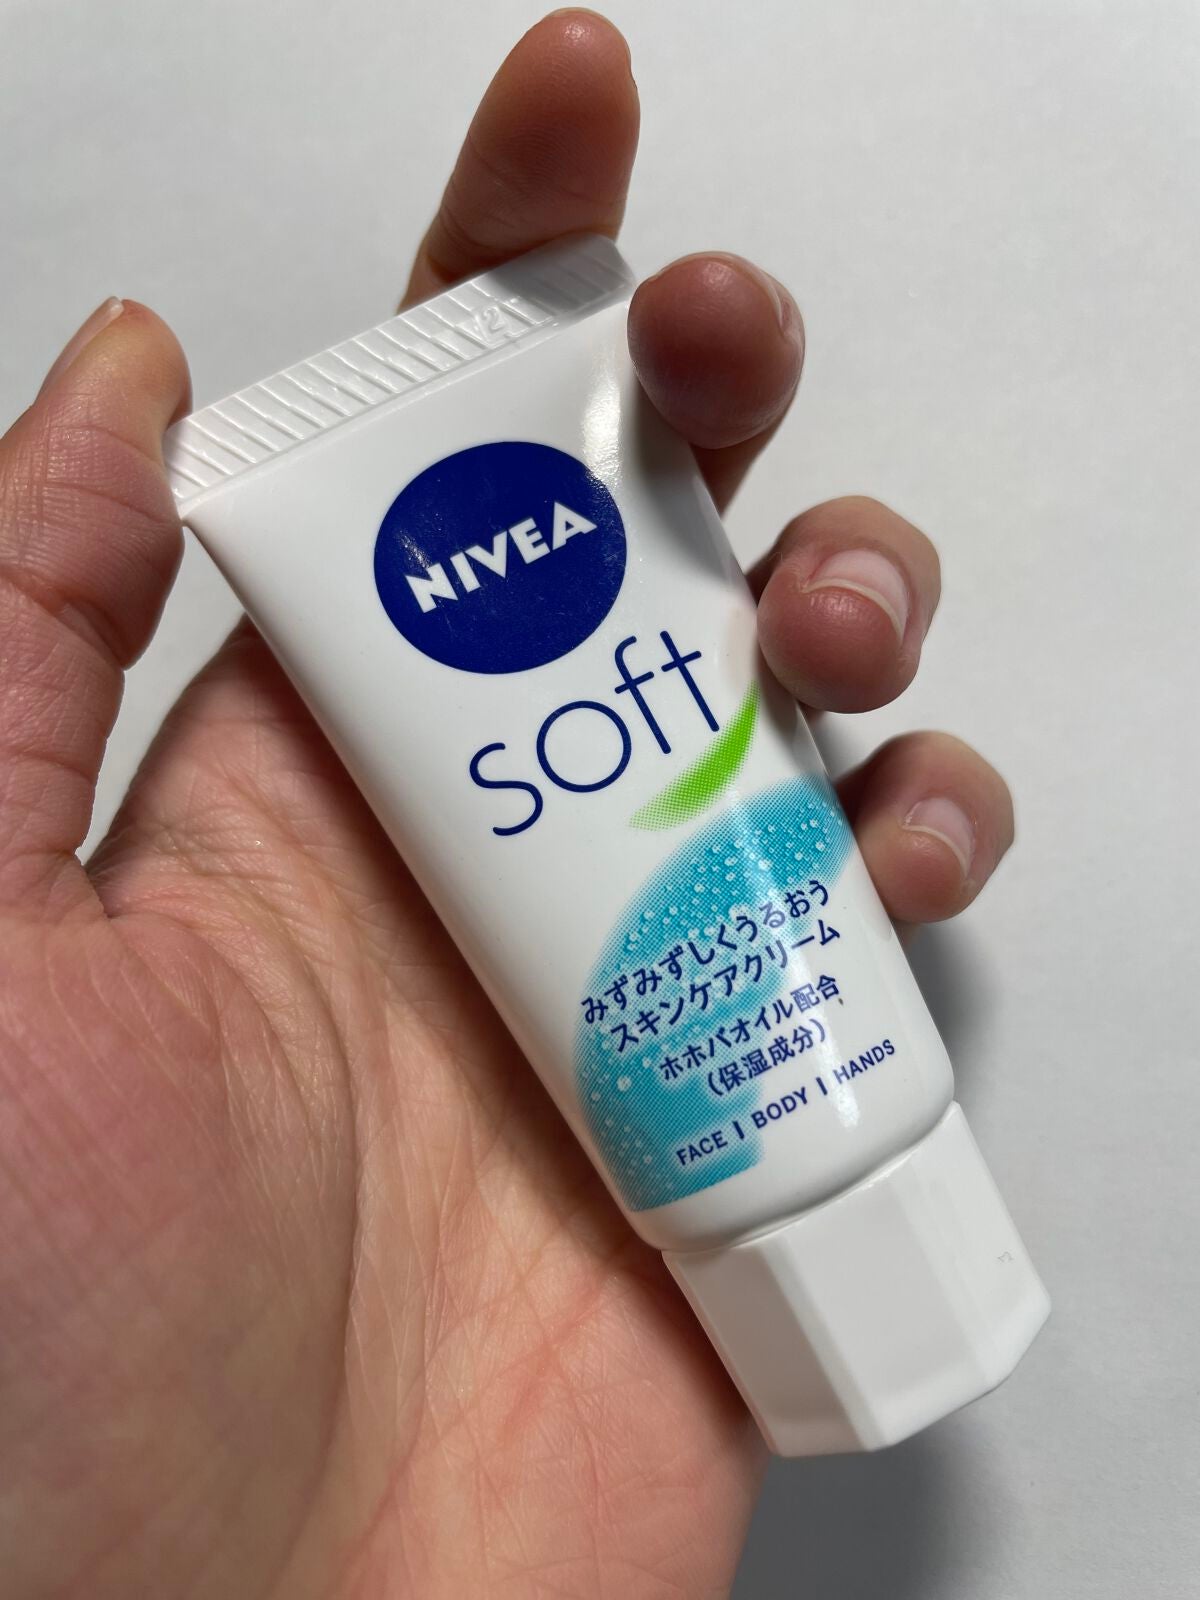 NIVEA
soft
みずみずしくうるおう
スキンケアクリーム
ホホバオイル配合
(保湿成分)
FACE | BODY | HANDS